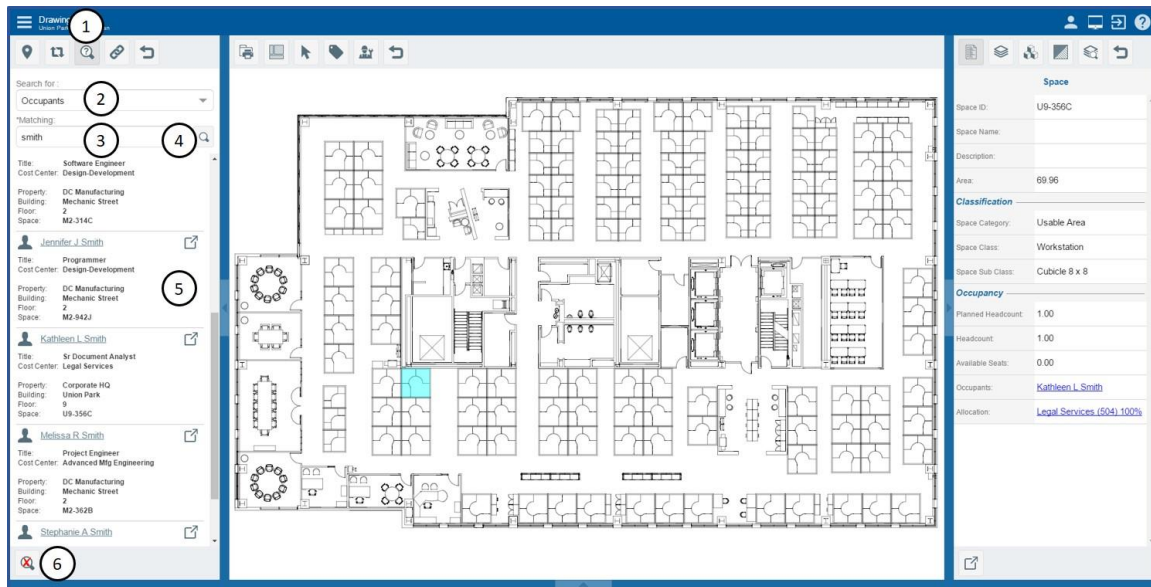 Drawing
Union Par
1
Search for :
Occupants
2
*Matching:
smith
3
4
Title: Software Engineer
Cost Center: Design-Development
Property: DC Manufacturing
Building: Mechanic Street
Floor: 2
Space: M2-314C
Jennifer J Smith
Title: Programmer
Cost Center: Design-Development
Property: DC Manufacturing
Building: Mechanic Street
Floor: 2
Space: M2-942J
5
Kathleen L Smith
Title: Sr Document Analyst
Cost Center: Legal Services
Property: Corporate HQ
Building: Union Park
Floor: 9
Space: U9-356C
Melissa R Smith
Title: Project Engineer
Cost Center: Advanced Mfg Engineering
Property: DC Manufacturing
Building: Mechanic Street
Floor: 2
Space: M2-362B
Stephanie A Smith
6
Space
Space ID: U9-356C
Space Name:
Description:
Area: 69.96
Classification
Space Category: Usable Area
Space Class: Workstation
Space Sub Class: Cubicle 8 x 8
Occupancy
Planned Headcount: 1.00
Headcount: 1.00
Available Seats: 0.00
Occupants: Kathleen L Smith
Allocation: Legal Services (504) 100%